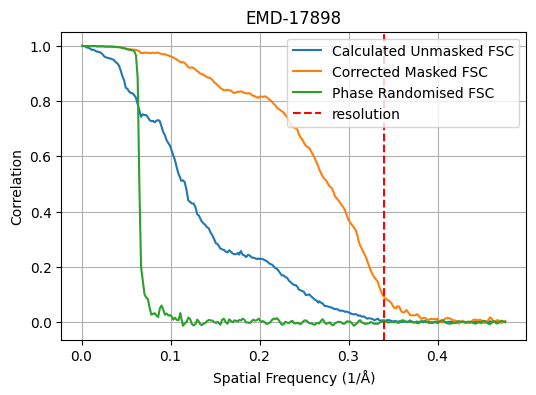 EMD-17898
Calculated Unmasked FSC
Corrected Masked FSC
Phase Randomised FSC
resolution
Correlation
1.0
0.8
0.6
0.4
0.2
0.0
0.0 0.1 0.2 0.3 0.4
Spatial Frequency (1/Å)